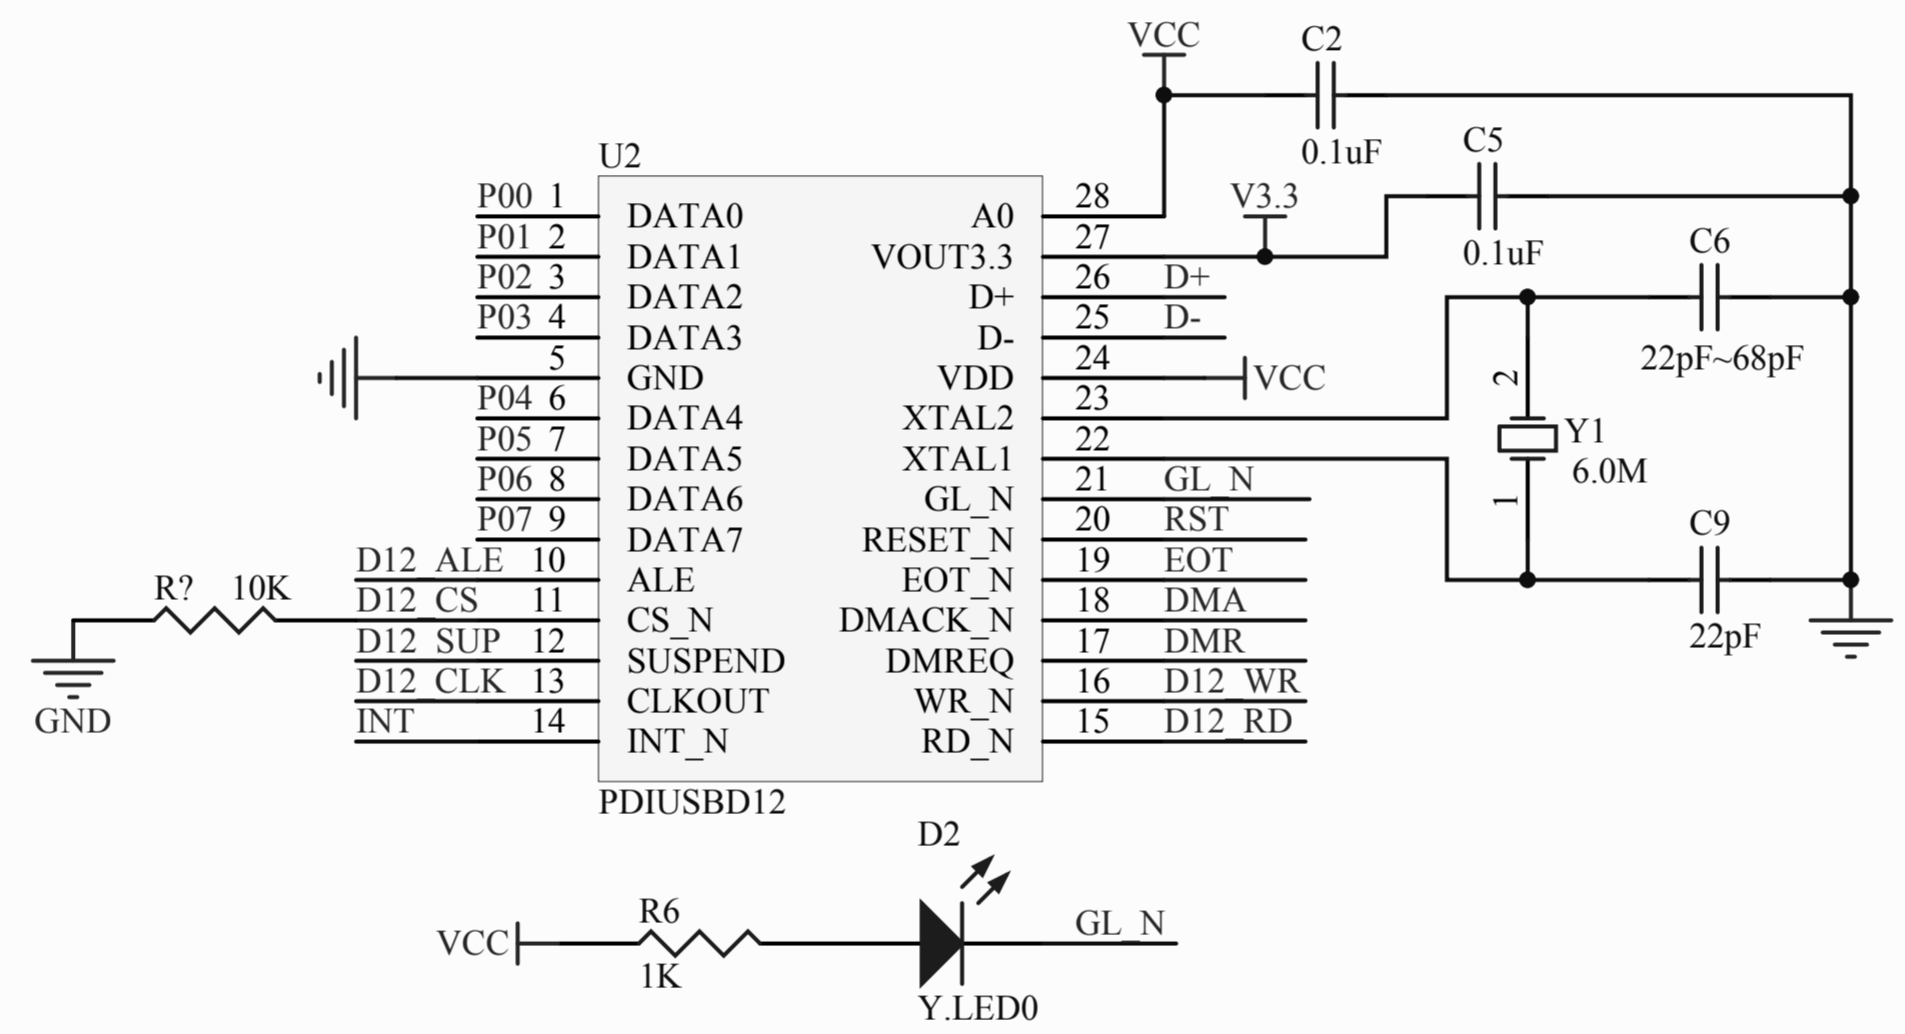 VCC
C2
0.1uF
C5
0.1uF
V3.3
C6
22pF~68pF
U2
P00 1 DATA0 A0 28
P01 2 DATA1 VOUT3.3 27
P02 3 DATA2 D+ 26 D+
P03 4 DATA3 D- 25 D-
5 GND VDD 24 VCC
P04 6 DATA4 XTAL2 23
P05 7 DATA5 XTAL1 22
P06 8 DATA6 GL_N 21 GL_N
P07 9 DATA7 RESET_N 20 RST
D12_ALE 10 ALE EOT_N 19 EOT
D12_CS 11 CS_N DMACK_N 18 DMA
D12_SUP 12 SUSPEND DMREQ 17 DMR
D12_CLK 13 CLKOUT WR_N 16 D12_WR
INT 14 INT_N RD_N 15 D12_RD
PDIUSBD12
2
Y1
6.0M
1
C9
22pF
R? 10K
GND
D2
R6
VCC
1K
GL_N
Y.LED0